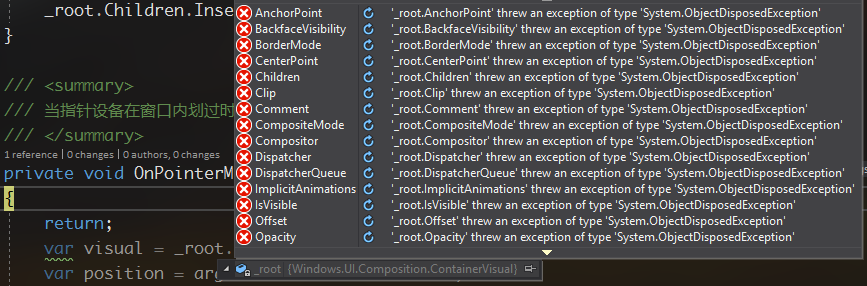 _root.Children.Inse
}
/// <summary>
/// 当指针设备在窗口内划过时
/// </summary>
1 reference | 0 changes | 0 authors, 0 changes
private void OnPointerM
{
return;
var visual = _root.
var position = arg
AnchorPoint '_root.AnchorPoint' threw an exception of type 'System.ObjectDisposedException'
BackfaceVisibility '_root.BackfaceVisibility' threw an exception of type 'System.ObjectDisposedException'
BorderMode '_root.BorderMode' threw an exception of type 'System.ObjectDisposedException'
CenterPoint '_root.CenterPoint' threw an exception of type 'System.ObjectDisposedException'
Children '_root.Children' threw an exception of type 'System.ObjectDisposedException'
Clip '_root.Clip' threw an exception of type 'System.ObjectDisposedException'
Comment '_root.Comment' threw an exception of type 'System.ObjectDisposedException'
CompositeMode '_root.CompositeMode' threw an exception of type 'System.ObjectDisposedException'
Compositor '_root.Compositor' threw an exception of type 'System.ObjectDisposedException'
Dispatcher '_root.Dispatcher' threw an exception of type 'System.ObjectDisposedException'
DispatcherQueue '_root.DispatcherQueue' threw an exception of type 'System.ObjectDisposedException'
ImplicitAnimations '_root.ImplicitAnimations' threw an exception of type 'System.ObjectDisposedException'
IsVisible '_root.IsVisible' threw an exception of type 'System.ObjectDisposedException'
Offset '_root.Offset' threw an exception of type 'System.ObjectDisposedException'
Opacity '_root.Opacity' threw an exception of type 'System.ObjectDisposedException'
_root {Windows.UI.Composition.ContainerVisual}